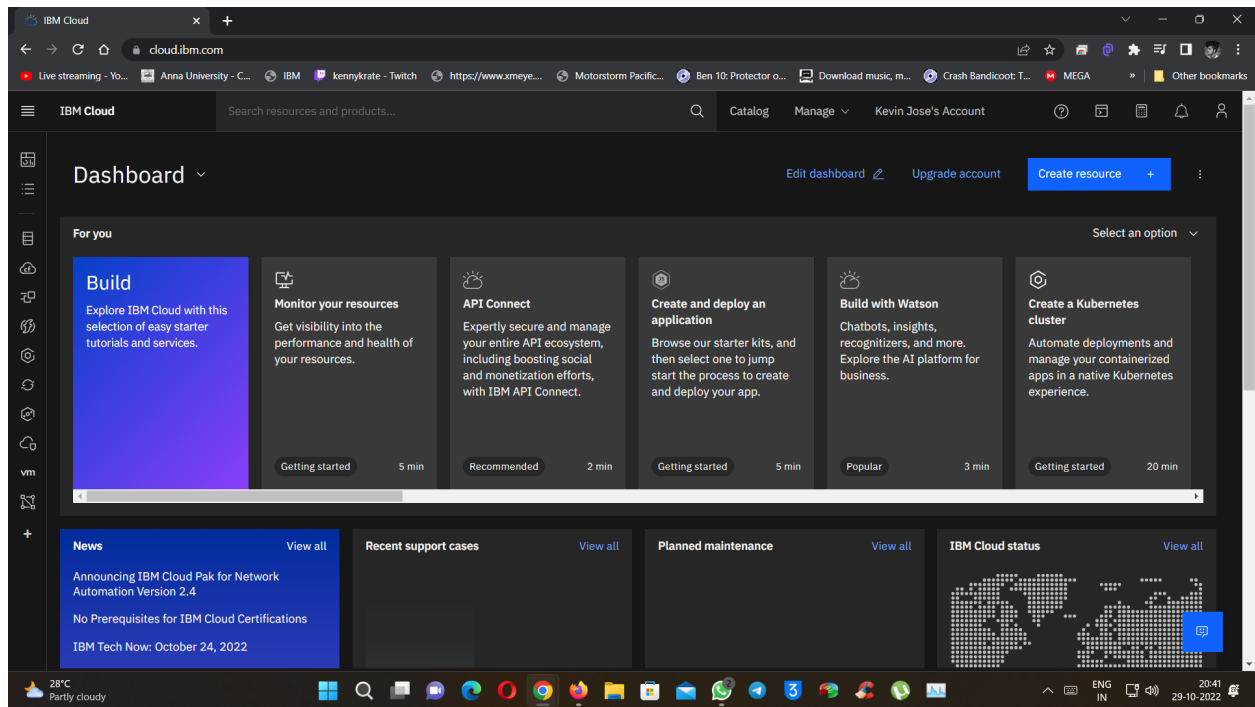 IBM Cloud
cloud.ibm.com
Live streaming - Yo... Anna University - C... IBM kennykrate - Twitch https://www.xmeye.... Motorstorm Pacific... Ben 10: Protector o... Download music, m... Crash Bandicoot: T... MEGA » Other bookmarks
IBM Cloud Search resources and products... Catalog Manage Kevin Jose's Account
Dashboard Edit dashboard Upgrade account Create resource +
For you Select an option
Build
Explore IBM Cloud with this
selection of easy starter
tutorials and services.
Monitor your resources
Get visibility into the
performance and health of
your resources.
Getting started 5 min
API Connect
Expertly secure and manage
your entire API ecosystem,
including boosting social
and monetization efforts,
with IBM API Connect.
Recommended 2 min
Create and deploy an
application
Browse our starter kits, and
then select one to jump
start the process to create
and deploy your app.
Getting started 5 min
Build with Watson
Chatbots, insights,
recognitizers, and more.
Explore the AI platform for
business.
Popular 3 min
Create a Kubernetes
cluster
Automate deployments and
manage your containerized
apps in a native Kubernetes
experience.
Getting started 20 min
vm
News View all
Announcing IBM Cloud Pak for Network
Automation Version 2.4
No Prerequisites for IBM Cloud Certifications
IBM Tech Now: October 24, 2022
Recent support cases View all
Planned maintenance View all
IBM Cloud status View all
28°C
Partly cloudy
ENG
IN
20:41
29-10-2022